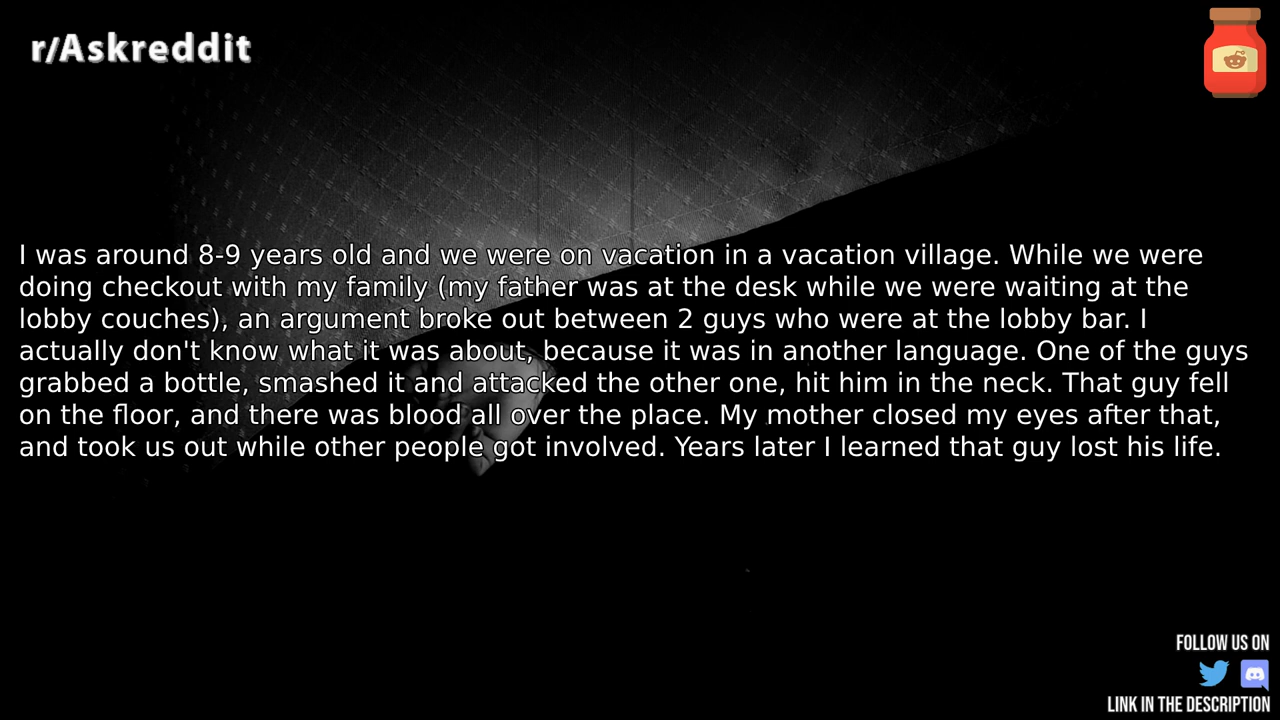 r/Askreddit
I was around 8-9 years old and we were on vacation in a vacation village. While we were
doing checkout with my family (my father was at the desk while we were waiting at the
lobby couches), an argument broke out between 2 guys who were at the lobby bar. I
actually don't know what it was about, because it was in another language. One of the guys
grabbed a bottle, smashed it and attacked the other one, hit him in the neck. That guy fell
on the floor, and there was blood all over the place. My mother closed my eyes after that,
and took us out while other people got involved. Years later I learned that guy lost his life.
FOLLOW US ON
LINK IN THE DESCRIPTION